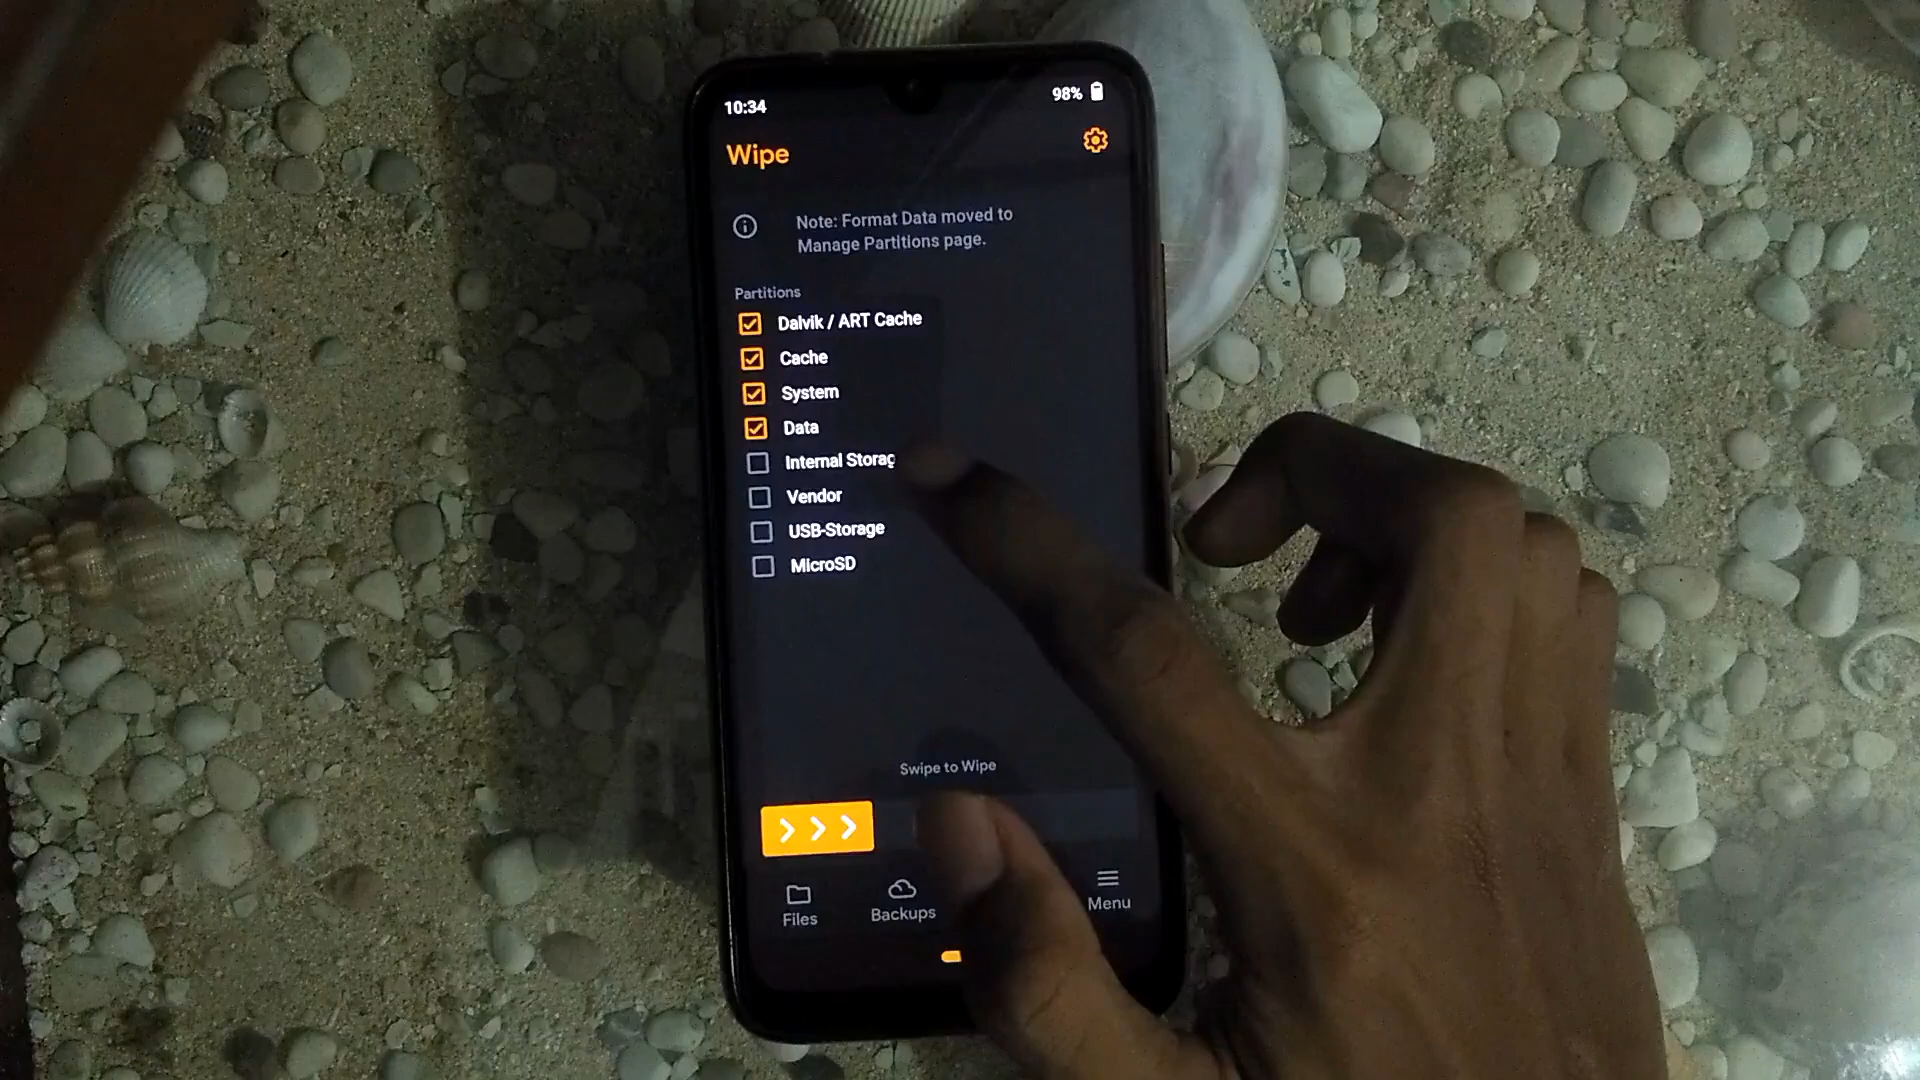 10:34
98%
Wipe
Note: Format Data moved to
Manage Partitions page.
Partitions
Dalvik / ART Cache
Cache
System
Data
Internal Storag
Vendor
USB-Storage
MicroSD
Swipe to Wipe
Files
Backups
Menu